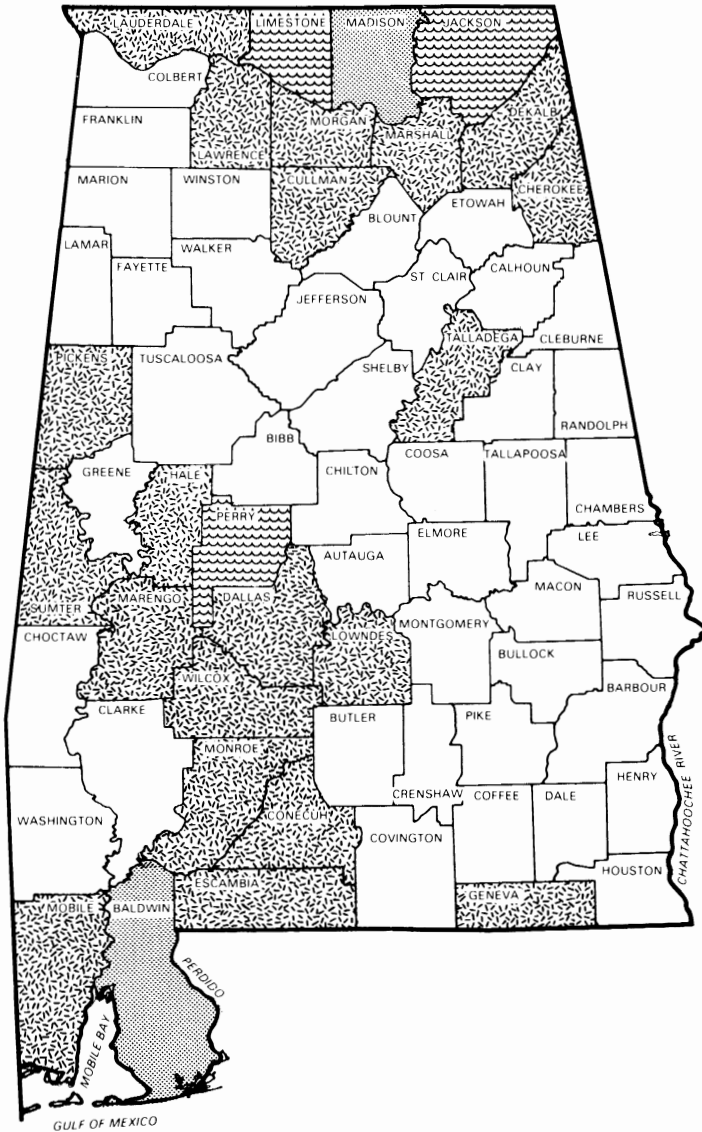 LAUDERDALE
LIMESTONE
MADISON
JACKSON
COLBERT
FRANKLIN
LAWRENCE
MORGAN
MARSHALL
DEKALB
CHEROKEE
MARION
WINSTON
CULLMAN
BLOUNT
ETOWAH
LAMAR
FAYETTE
WALKER
JEFFERSON
ST CLAIR
CALHOUN
PICKENS
TUSCALOOSA
SHELBY
TALLADEGA
CLAY
CLEBURNE
RANDOLPH
GREENE
HALE
BIBB
CHILTON
COOSA
TALLAPOOSA
CHAMBERS
PERRY
AUTAUGA
ELMORE
LEE
SUMTER
MARENGO
DALLAS
LOWNDES
MONTGOMERY
MACON
RUSSELL
CHOCTAW
WILCOX
BULLOCK
BARBOUR
CLARKE
MONROE
BUTLER
CRENSHAW
PIKE
HENRY
CHATTAHOOCHEE RIVER
WASHINGTON
CONECUH
COVINGTON
COFFEE
DALE
HOUSTON
MOBILE
BALDWIN
ESCAMBIA
GENEVA
PERDIDO
MOBILE BAY
GULF OF MEXICO